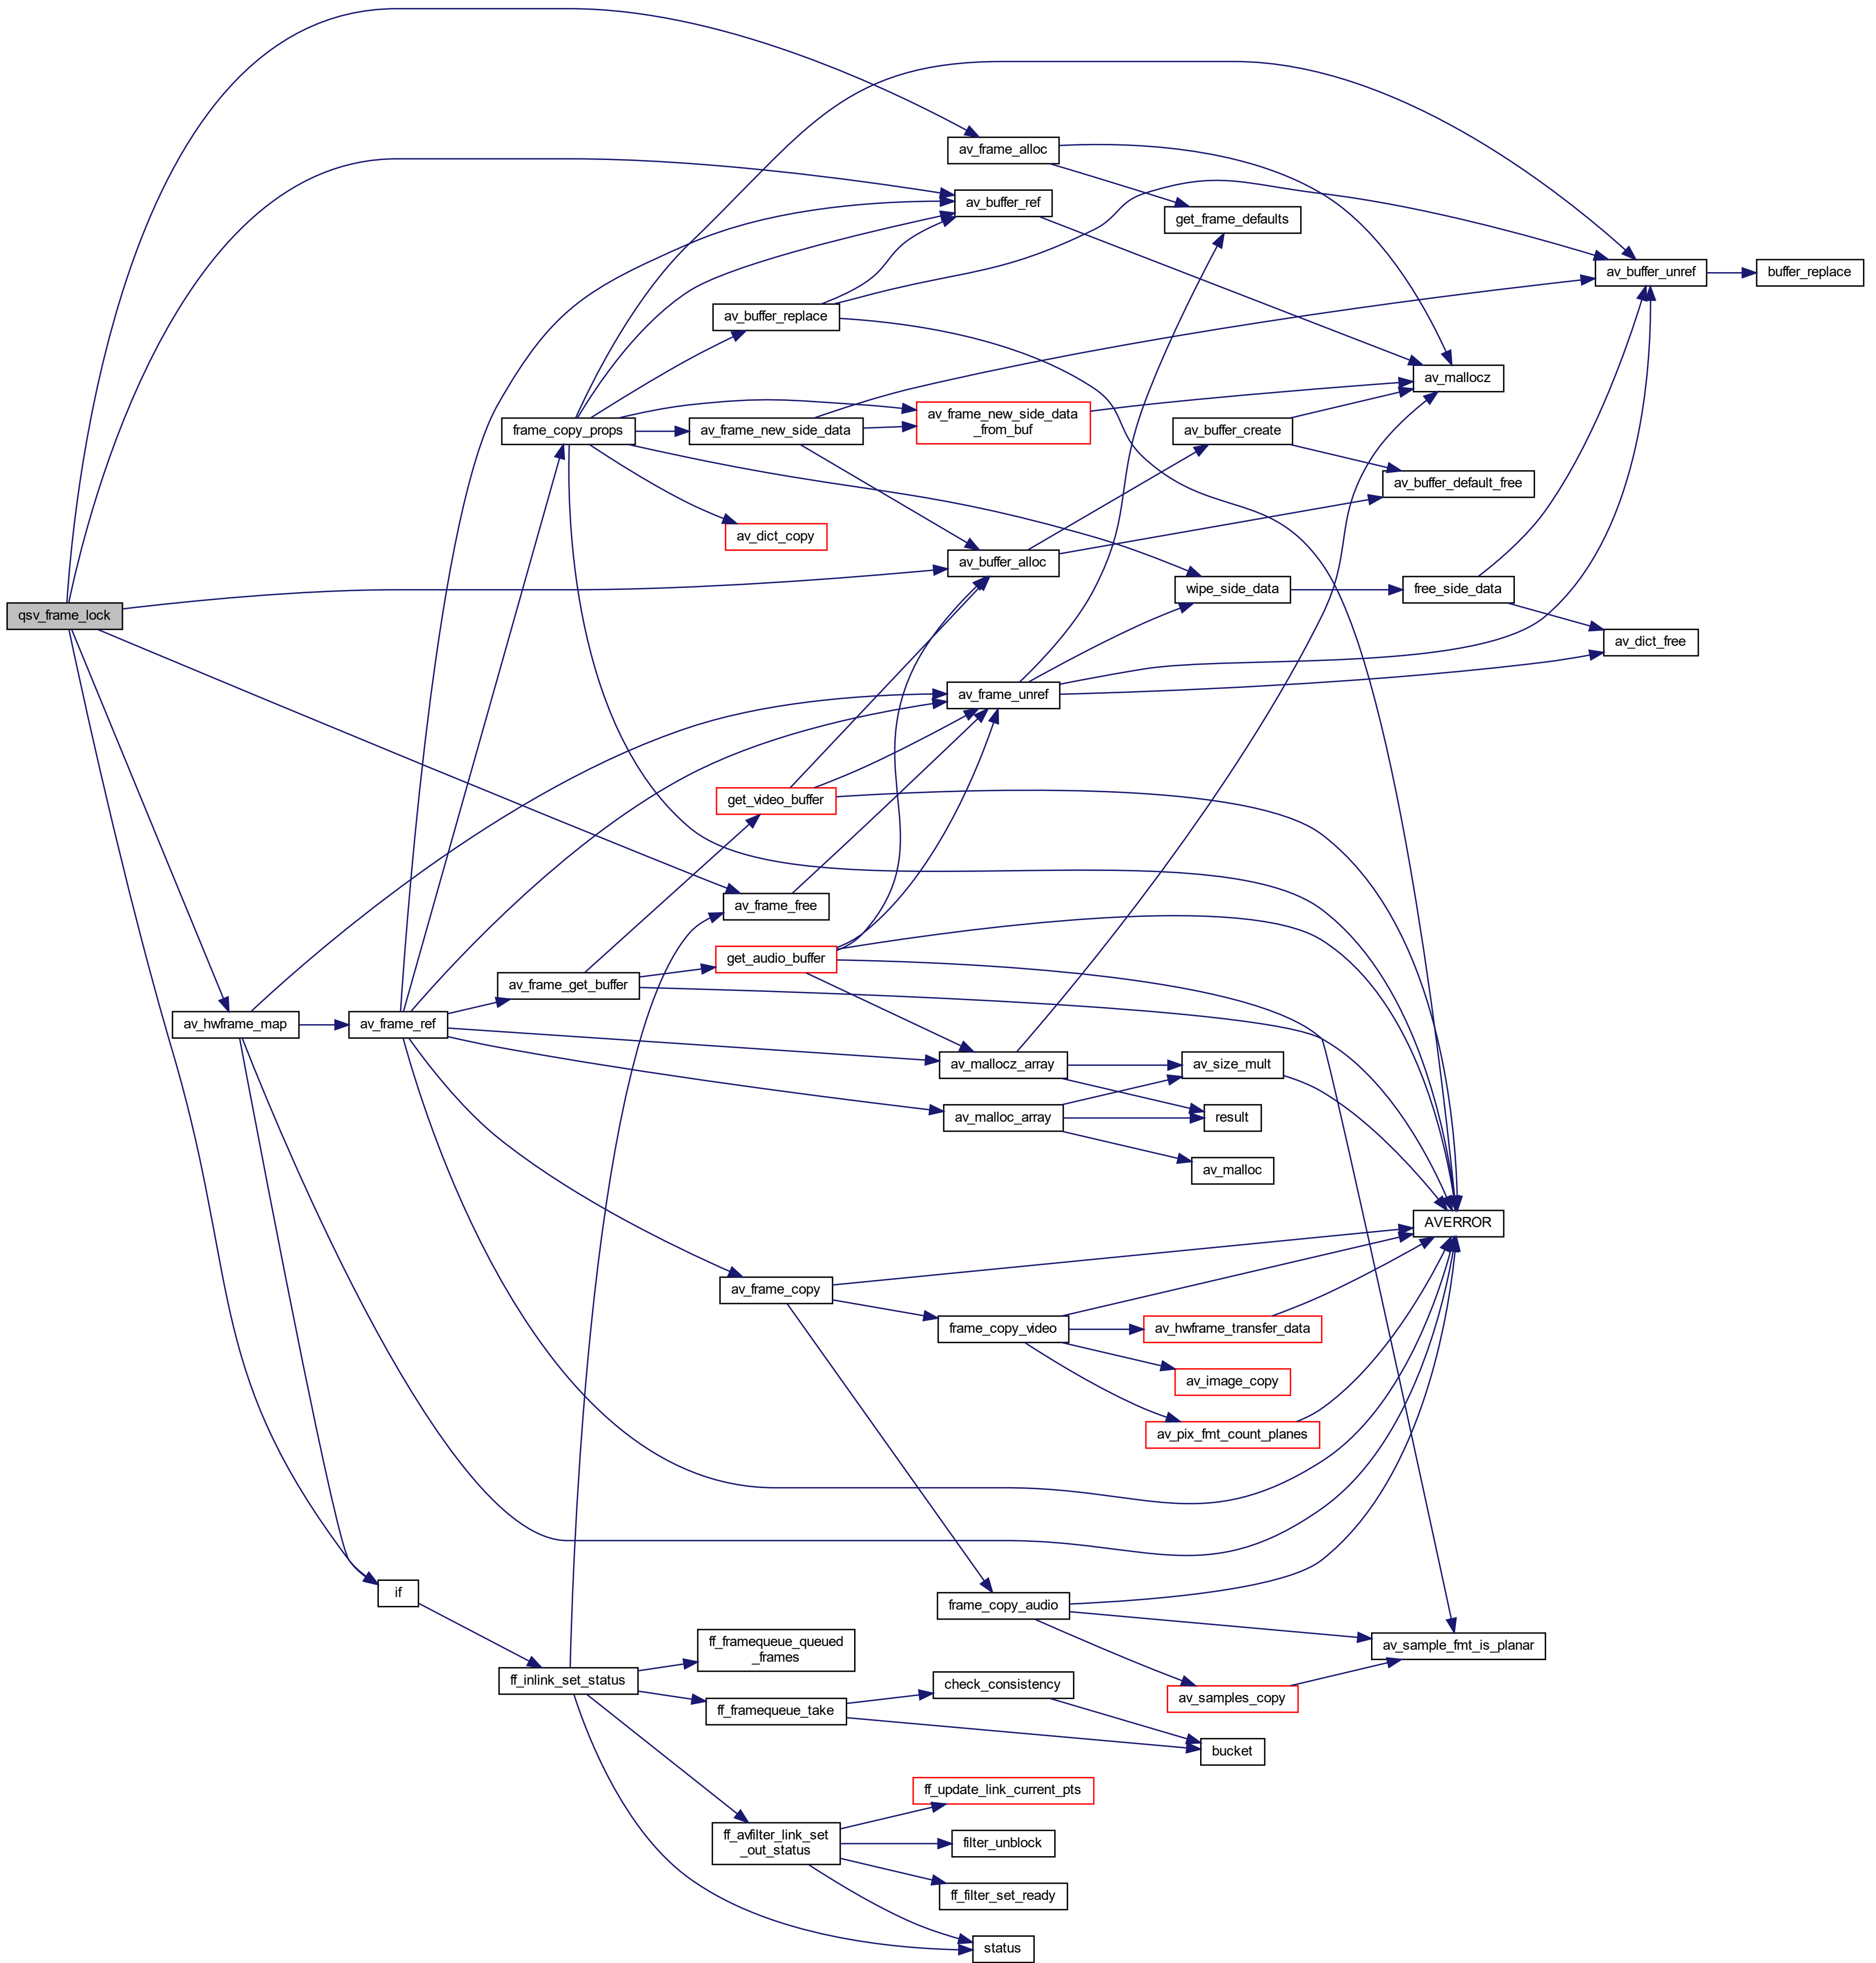 av_frame_alloc
av_buffer_ref
get_frame_defaults
av_buffer_unref
buffer_replace
av_buffer_replace
av_mallocz
frame_copy_props
av_frame_new_side_data
av_frame_new_side_data
_from_buf
av_buffer_create
av_buffer_default_free
av_dict_copy
av_buffer_alloc
qsv_frame_lock
wipe_side_data
free_side_data
av_dict_free
av_frame_unref
get_video_buffer
av_frame_free
get_audio_buffer
av_frame_get_buffer
av_hwframe_map
av_frame_ref
av_mallocz_array
av_size_mult
av_malloc_array
result
av_malloc
AVERROR
av_frame_copy
frame_copy_video
av_hwframe_transfer_data
av_image_copy
av_pix_fmt_count_planes
if
frame_copy_audio
av_sample_fmt_is_planar
ff_framequeue_queued
_frames
ff_inlink_set_status
check_consistency
av_samples_copy
ff_framequeue_take
bucket
ff_update_link_current_pts
ff_avfilter_link_set
_out_status
filter_unblock
ff_filter_set_ready
status